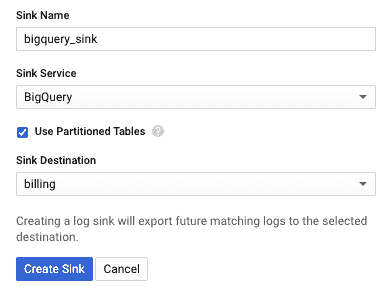 Sink Name
bigquery_sink
Sink Service
BigQuery
Use Partitioned Tables ?
Sink Destination
billing
Creating a log sink will export future matching logs to the selected
destination.
Create Sink Cancel